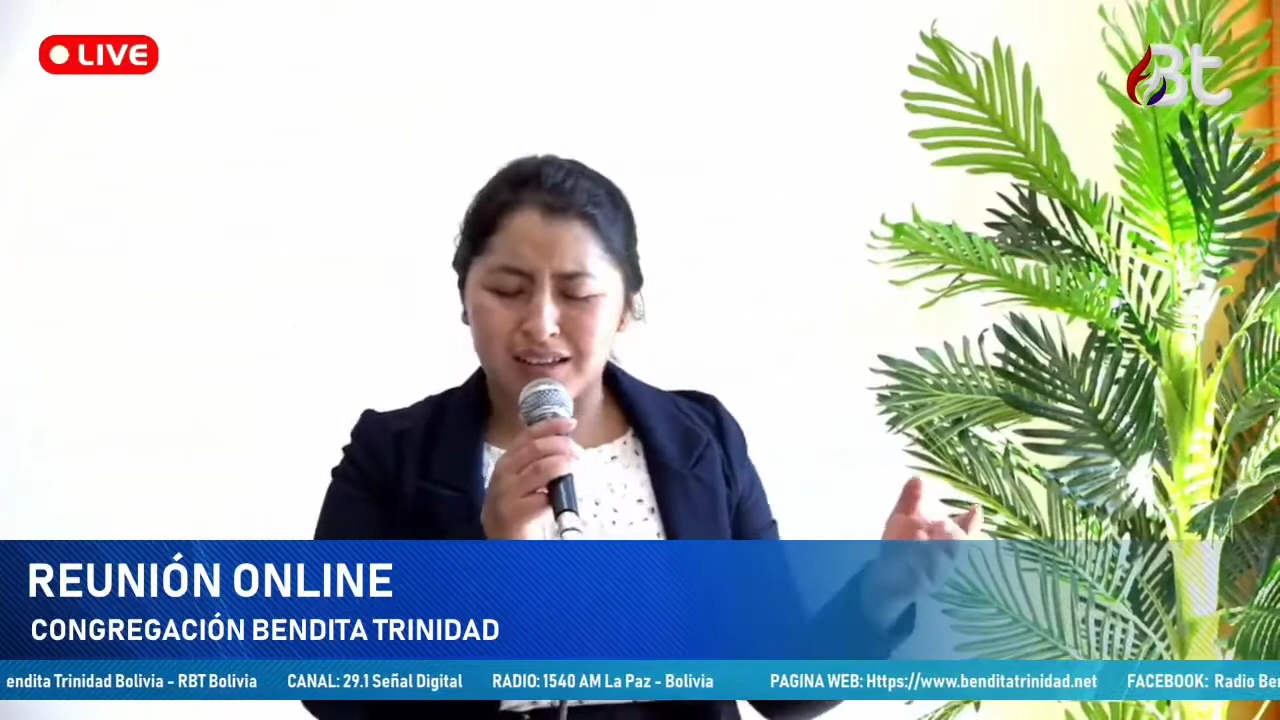 LIVE
Bt
REUNIÓN ONLINE
CONGREGACIÓN BENDITA TRINIDAD
endita Trinidad Bolivia - RBT Bolivia CANAL: 29.1 Señal Digital RADIO: 1540 AM La Paz - Bolivia PAGINA WEB: Https://www.benditatrinidad.net FACEBOOK: Radio Ben